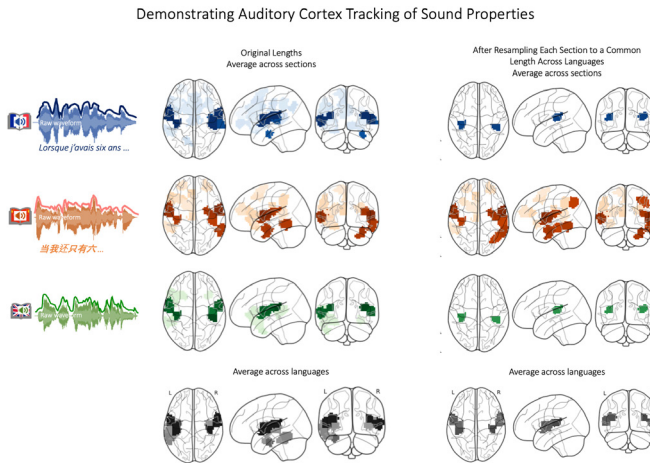 Demonstrating Auditory Cortex Tracking of Sound Properties
Original Lengths
Average across sections
After Resampling Each Section to a Common
Length Across Languages
Average across sections
Raw waveform
Lorsque j'avais six ans ...
Raw waveform
当我还只有六 ...
Raw waveform
Average across languages
Average across languages
L R L R
L R L R